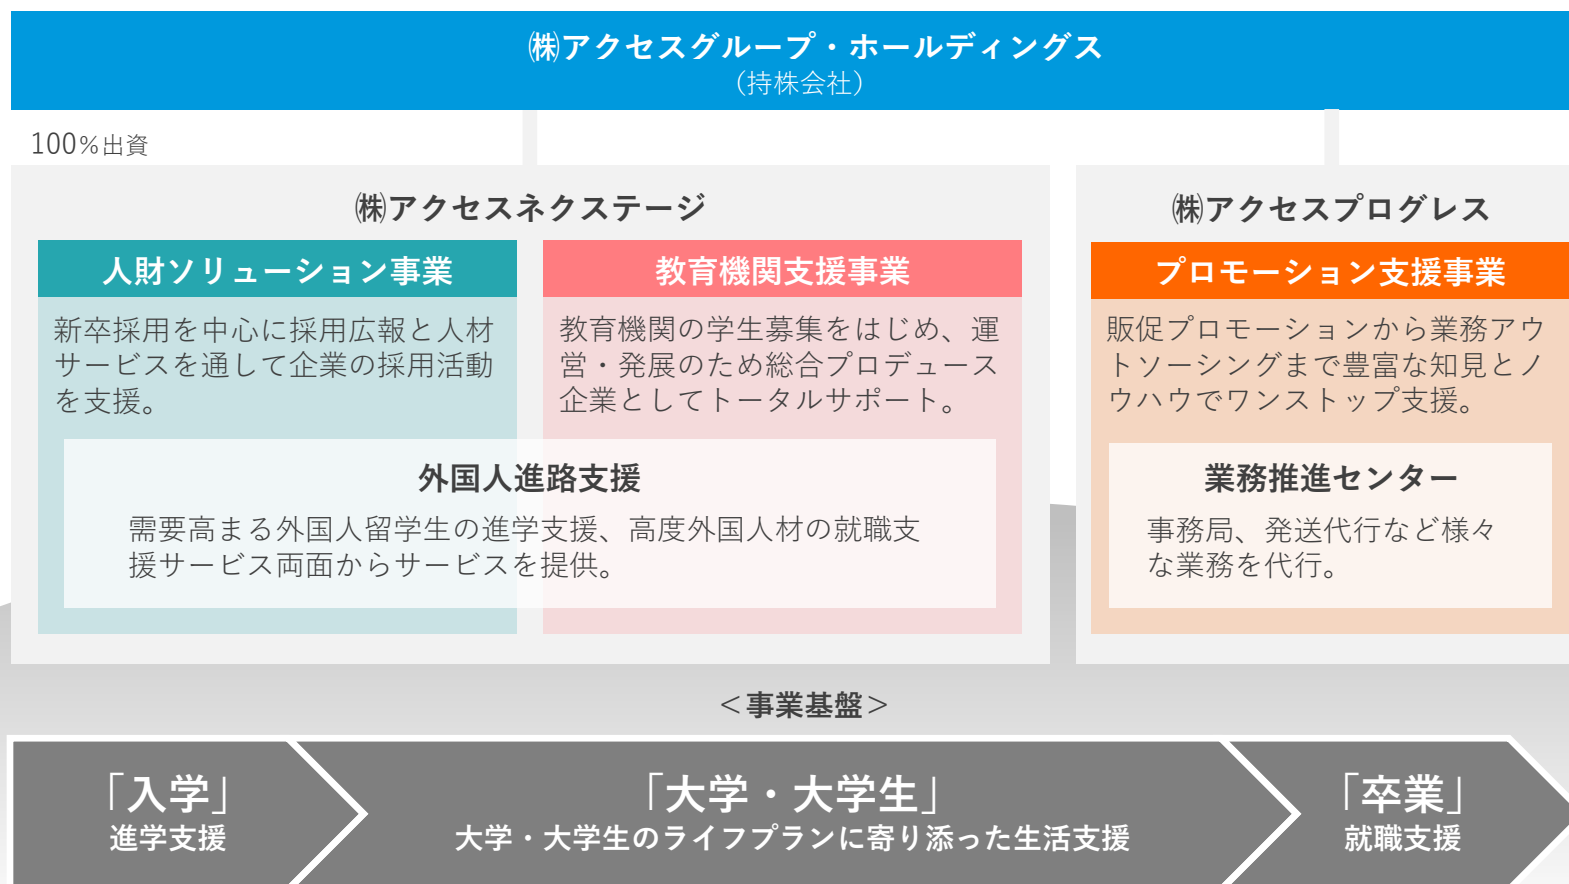 ㈱アクセスグループ・ホールディングス
（持株会社）
100％出資
㈱アクセスネクステージ
人財ソリューション事業
新卒採用を中心に採用広報と人材
サービスを通して企業の採用活動
を支援。
教育機関支援事業
教育機関の学生募集をはじめ、運
営・発展のため総合プロデュース
企業としてトータルサポート。
外国人進路支援
需要高まる外国人留学生の進学支援、高度外国人材の就職支
援サービス両面からサービスを提供。
㈱アクセスプログレス
プロモーション支援事業
販促プロモーションから業務アウ
トソーシングまで豊富な知見とノ
ウハウでワンストップ支援。
業務推進センター
事務局、発送代行など様々
な業務を代行。
＜事業基盤＞
「入学」
進学支援
「大学・大学生」
大学・大学生のライフプランに寄り添った生活支援
「卒業」
就職支援